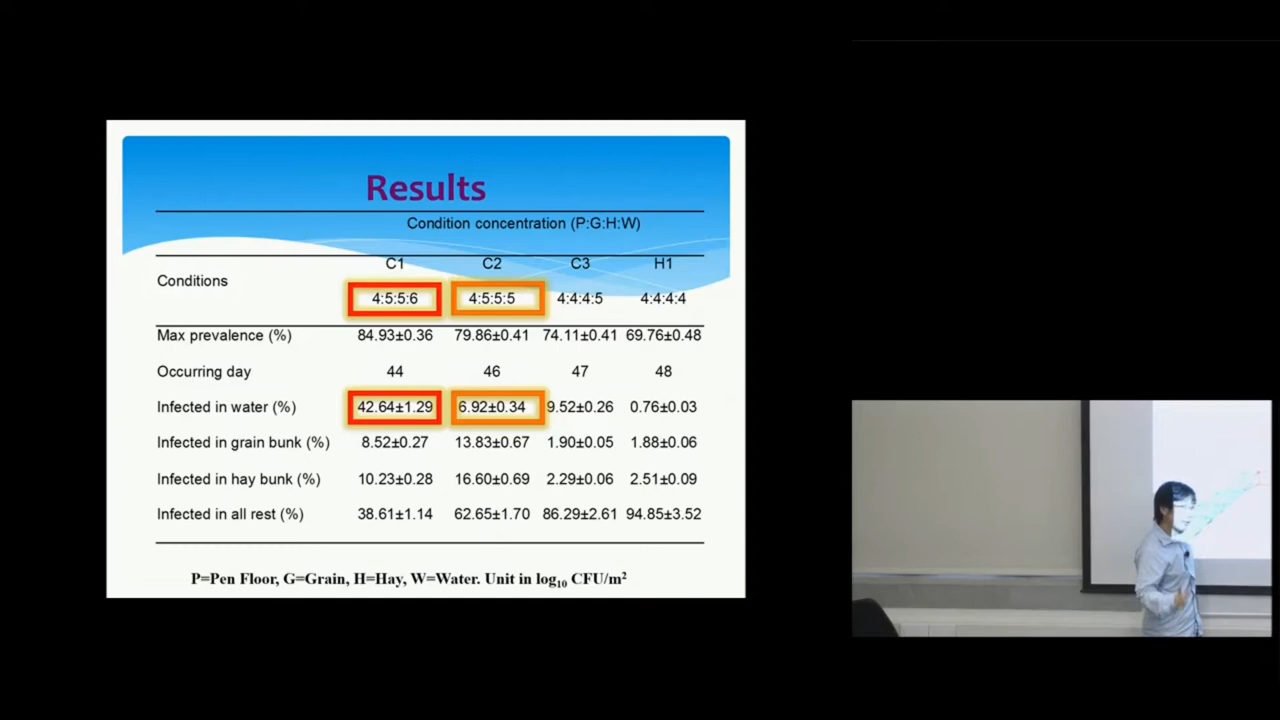 Results
Condition concentration (P:G:H:W)
Conditions
C1 C2 C3 H1
4:5:5:6 4:5:5:5 4:4:4:5 4:4:4:4
Max prevalence (%) 84.93±0.36 79.86±0.41 74.11±0.41 69.76±0.48
Occurring day 44 46 47 48
Infected in water (%) 42.64±1.29 6.92±0.34 9.52±0.26 0.76±0.03
Infected in grain bunk (%) 8.52±0.27 13.83±0.67 1.90±0.05 1.88±0.06
Infected in hay bunk (%) 10.23±0.28 16.60±0.69 2.29±0.06 2.51±0.09
Infected in all rest (%) 38.61±1.14 62.65±1.70 86.29±2.61 94.85±3.52
P=Pen Floor, G=Grain, H=Hay, W=Water. Unit in log₁₀ CFU/m²